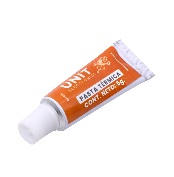 UNIT
PASTA TÉRMICA
CONT. NETO: 5g.